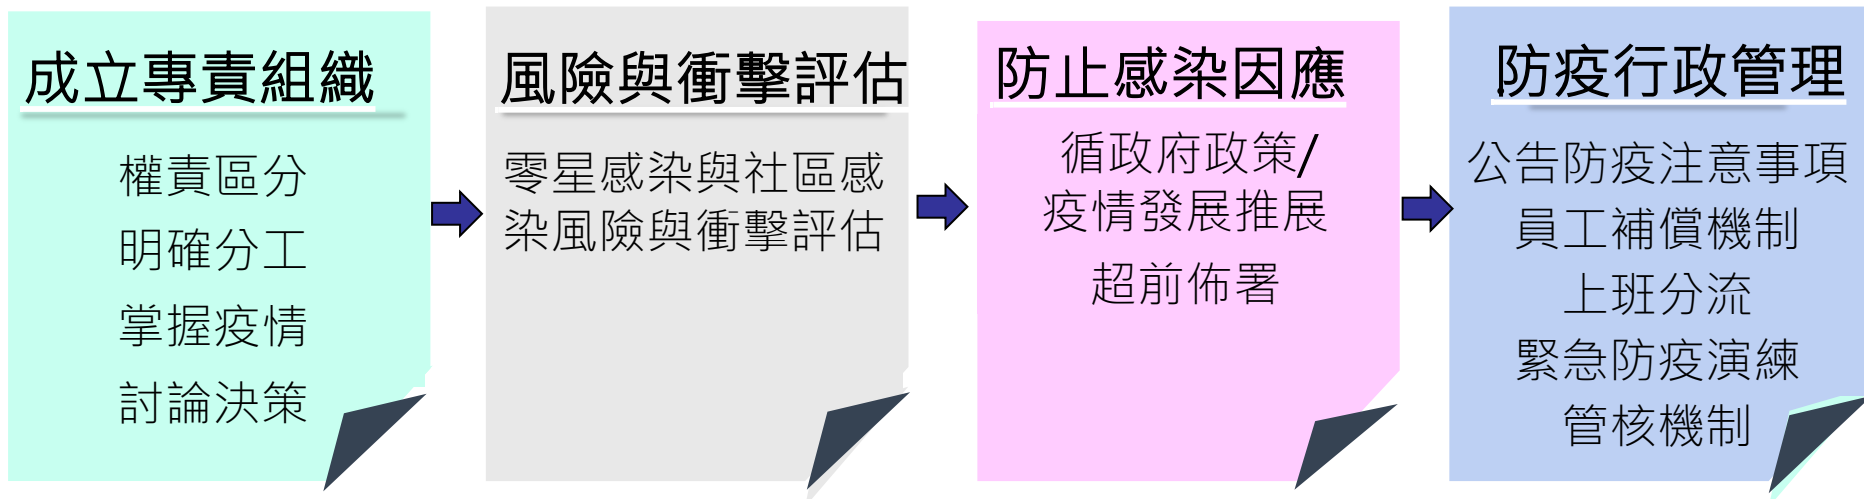 成立專責組織
權責區分
明確分工
掌握疫情
討論決策
風險與衝擊評估
零星感染與社區感
染風險與衝擊評估
防止感染因應
循政府政策/
疫情發展推展
超前佈署
防疫行政管理
公告防疫注意事項
員工補償機制
上班分流
緊急防疫演練
管核機制